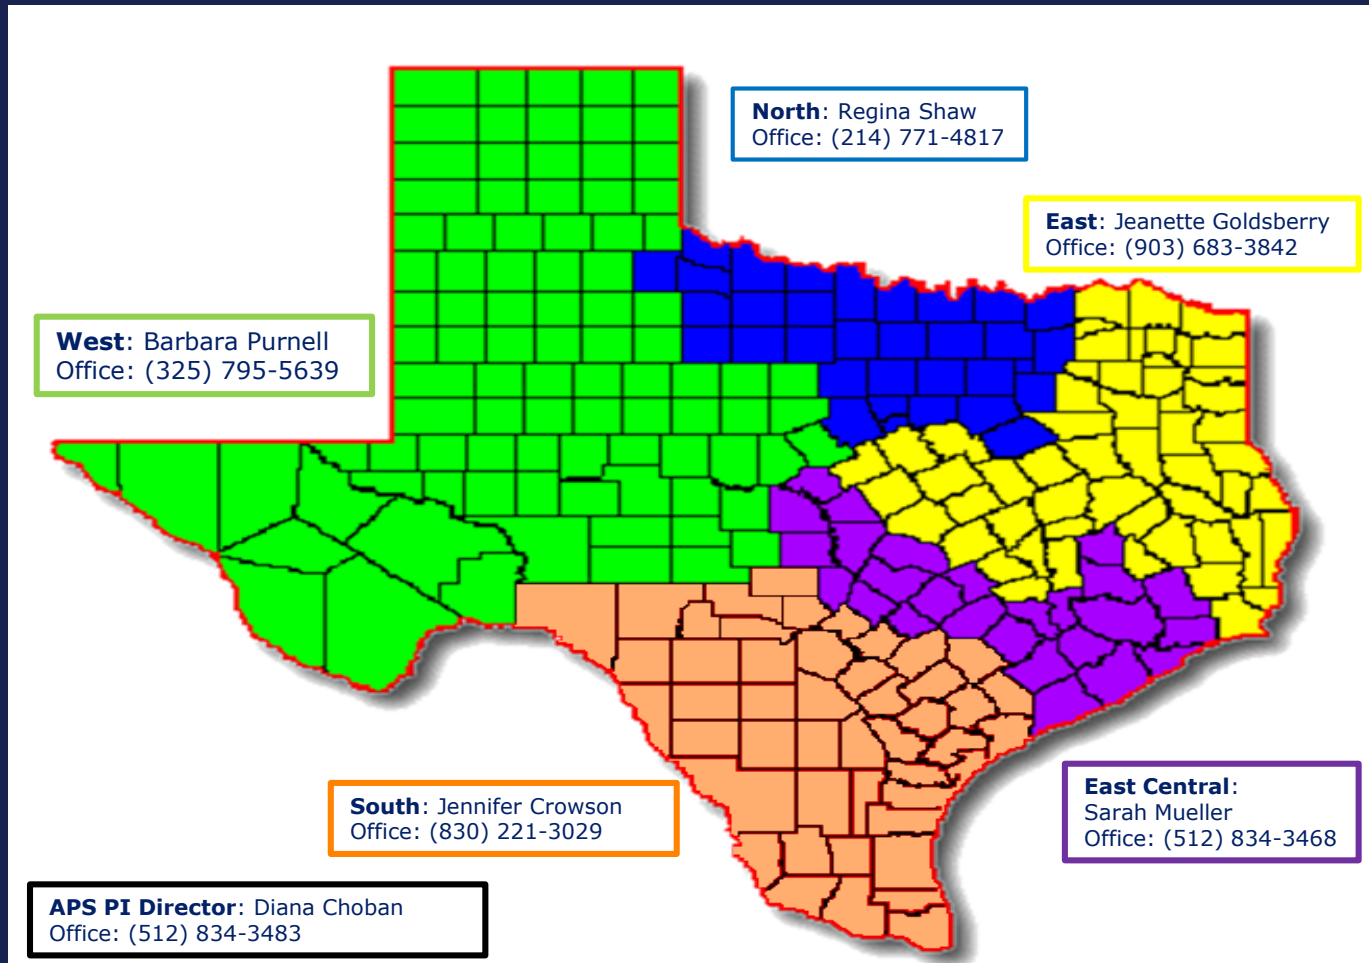 North: Regina Shaw
Office: (214) 771-4817
East: Jeanette Goldsberry
Office: (903) 683-3842
West: Barbara Purnell
Office: (325) 795-5639
South: Jennifer Crowson
Office: (830) 221-3029
East Central:
Sarah Mueller
Office: (512) 834-3468
APS PI Director: Diana Choban
Office: (512) 834-3483